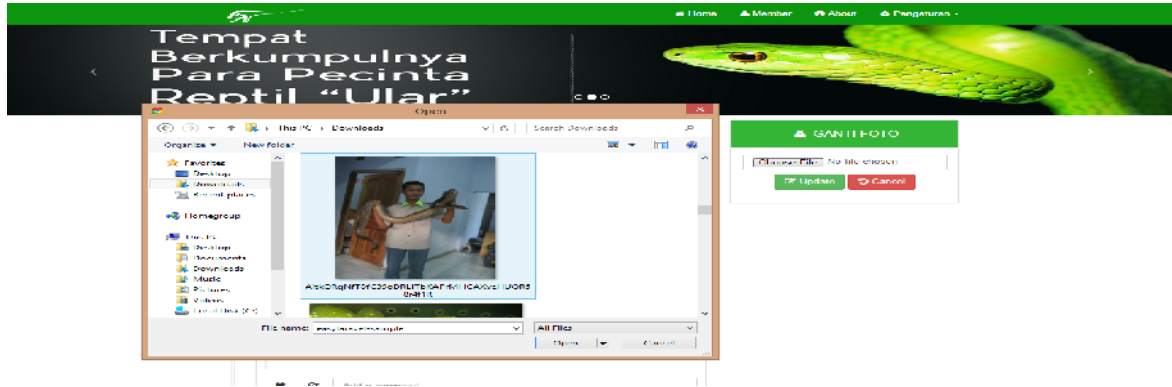 Home Member About Pengaturan
Tempat
Berkumpulnya
Para Pecinta
Reptil “Ular”
Open
This PC Downloads
Search Downloads
Organize New folder
Favorites
Desktop
Downloads
Recent places
Homegroup
This PC
Desktop
Documents
Downloads
Music
Pictures
Videos
Local Disk (C:)
File name:
All Files
Open Cancel
GANTI FOTO
Choose File No file chosen
Update Cancel